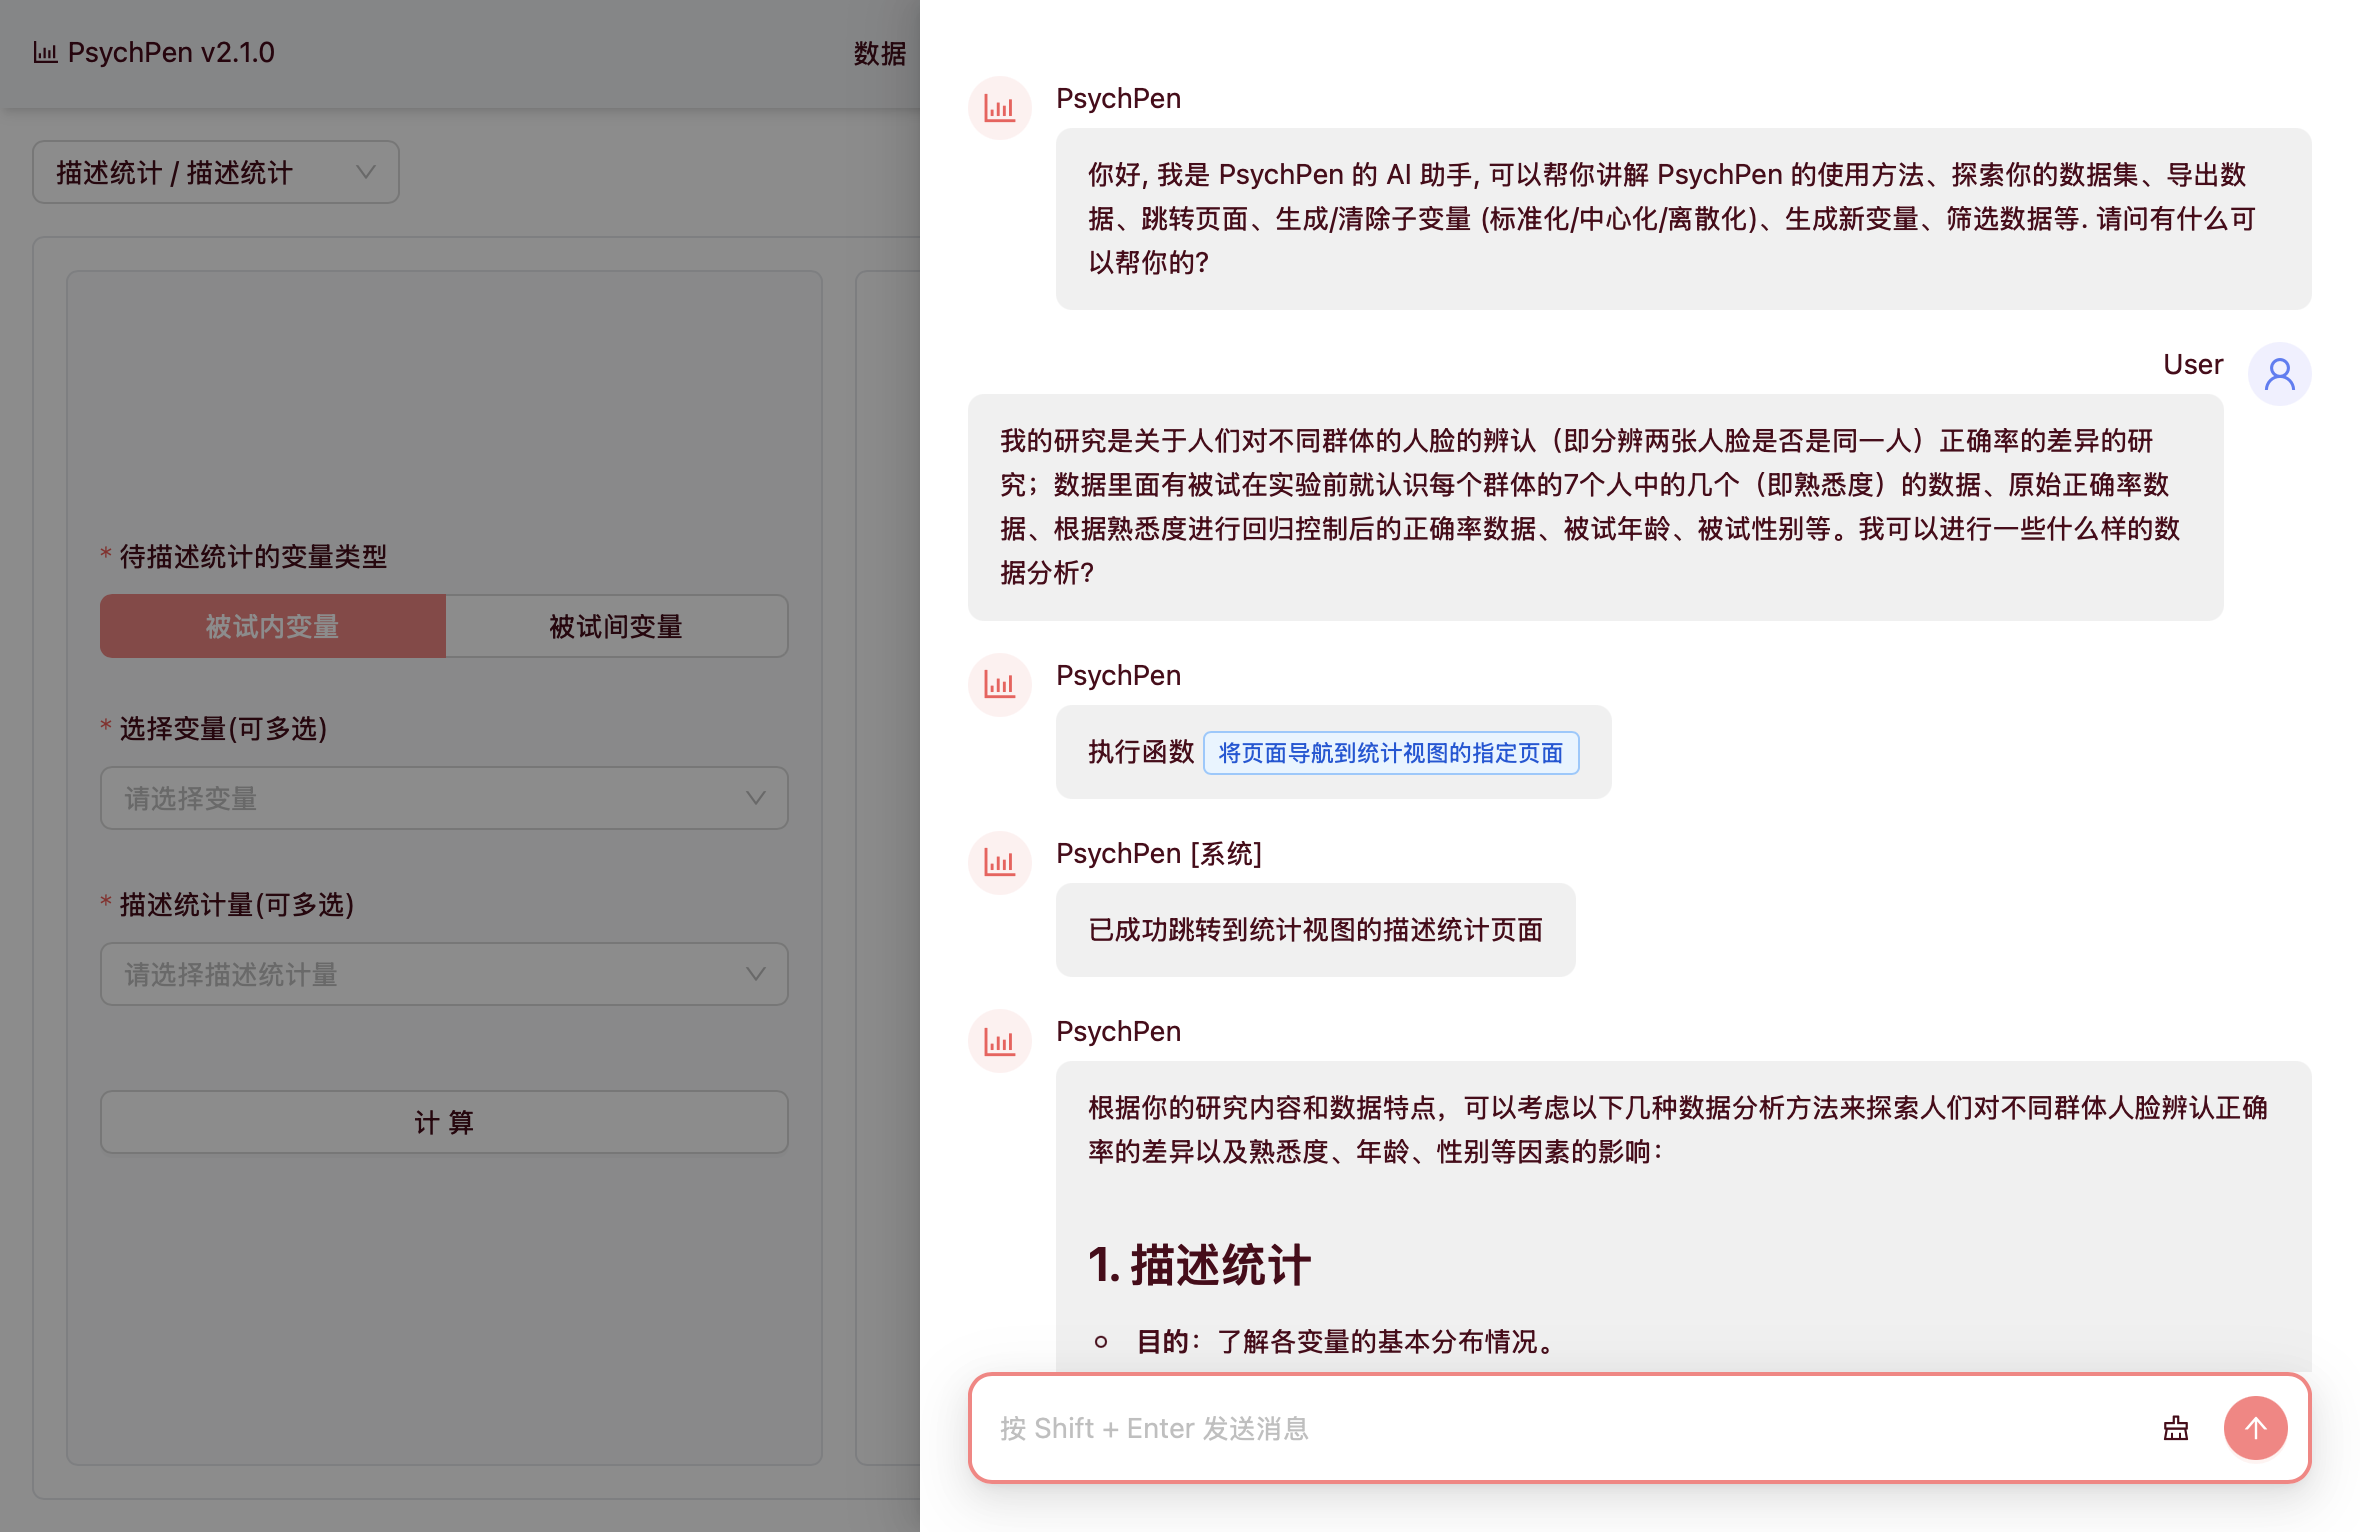 PsychPen v2.1.0
数据
描述统计 / 描述统计
* 待描述统计的变量类型
被试内变量
被试间变量
* 选择变量(可多选)
请选择变量
* 描述统计量(可多选)
请选择描述统计量
计 算
PsychPen
你好, 我是 PsychPen 的 AI 助手, 可以帮你讲解 PsychPen 的使用方法、探索你的数据集、导出数
据、跳转页面、生成/清除子变量 (标准化/中心化/离散化)、生成新变量、筛选数据等. 请问有什么可
以帮你的?
User
我的研究是关于人们对不同群体的人脸的辨认（即分辨两张人脸是否是同一人）正确率的差异的研
究；数据里面有被试在实验前就认识每个群体的7个人中的几个（即熟悉度）的数据、原始正确率数
据、根据熟悉度进行回归控制后的正确率数据、被试年龄、被试性别等。我可以进行一些什么样的数
据分析?
PsychPen
执行函数 将页面导航到统计视图的指定页面
PsychPen [系统]
已成功跳转到统计视图的描述统计页面
PsychPen
根据你的研究内容和数据特点，可以考虑以下几种数据分析方法来探索人们对不同群体人脸辨认正确
率的差异以及熟悉度、年龄、性别等因素的影响：
1. 描述统计
目的：了解各变量的基本分布情况。
按 Shift + Enter 发送消息